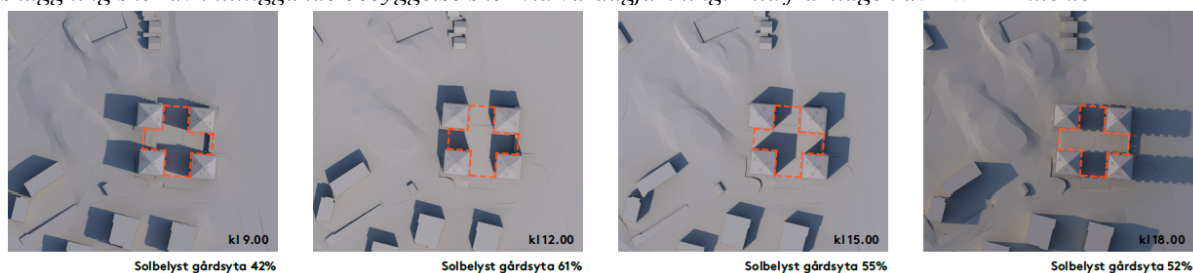 kl 9.00
kl 12.00
kl 15.00
kl 18.00
Solbelyst gårdsyta 42%
Solbelyst gårdsyta 61%
Solbelyst gårdsyta 55%
Solbelyst gårdsyta 52%